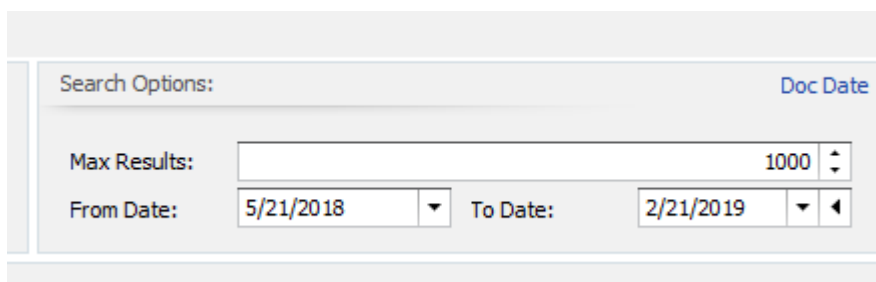 Search Options: Doc Date
Max Results: 1000
From Date: 5/21/2018 To Date: 2/21/2019